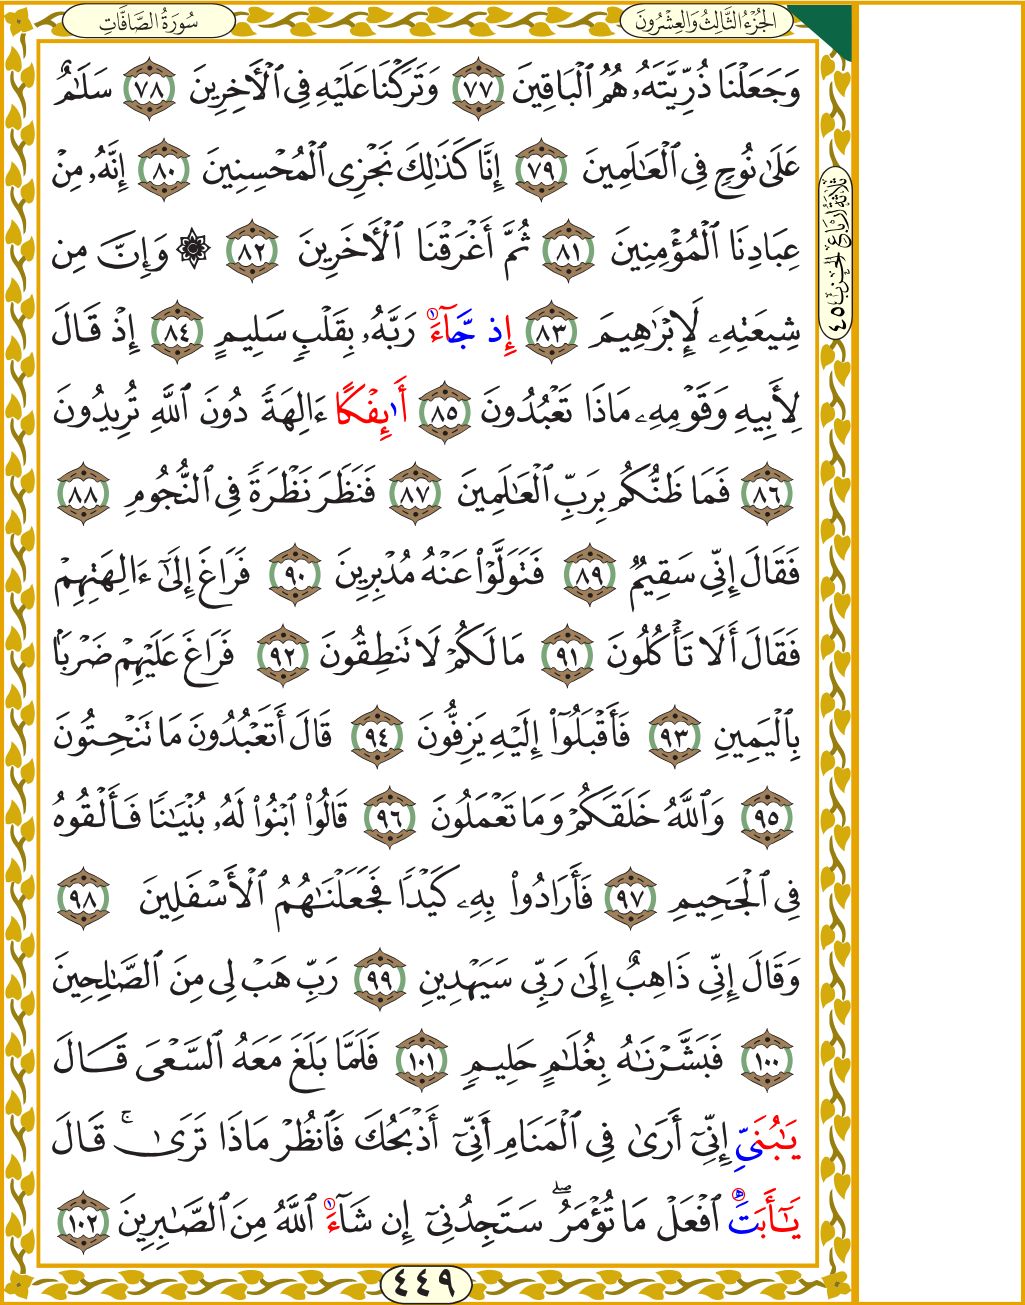 سُورَةُ الصَّافَّاتِ
الجُزْءُ الثَّالِثُ وَالعِشْرُونَ
وَجَعَلْنَا ذُرِّيَّتَهُۥ هُمُ ٱلْبَاقِينَ ٧٧ وَتَرَكْنَا عَلَيْهِ فِى ٱلْأَخِرِينَ ٧٨ سَلَٰمٌ
عَلَىٰ نُوحٍ فِى ٱلْعَٰلَمِينَ ٧٩ إِنَّا كَذَٰلِكَ نَجْزِى ٱلْمُحْسِنِينَ ٨٠ إِنَّهُۥ مِنْ
عِبَادِنَا ٱلْمُؤْمِنِينَ ٨١ ثُمَّ أَغْرَقْنَا ٱلْأَخَرِينَ ٨٢ ۞ وَإِنَّ مِن
شِيعَتِهِۦ لَإِبْرَٰهِيمَ ٨٣ إِذ جَّآءَ رَبَّهُۥ بِقَلْبٍ سَلِيمٍ ٨٤ إِذْ قَالَ
لِأَبِيهِ وَقَوْمِهِۦ مَاذَا تَعْبُدُونَ ٨٥ أَٰئِفْكًا ءَالِهَةً دُونَ ٱللَّهِ تُرِيدُونَ
٨٦ فَمَا ظَنُّكُم بِرَبِّ ٱلْعَٰلَمِينَ ٨٧ فَنَظَرَ نَظْرَةً فِى ٱلنُّجُومِ ٨٨
فَقَالَ إِنِّى سَقِيمٌ ٨٩ فَتَوَلَّوْا۟ عَنْهُ مُدْبِرِينَ ٩٠ فَرَاغَ إِلَىٰٓ ءَالِهَتِهِمْ
فَقَالَ أَلَا تَأْكُلُونَ ٩١ مَا لَكُمْ لَا تَنطِقُونَ ٩٢ فَرَاغَ عَلَيْهِمْ ضَرْبًۢا
بِٱلْيَمِينِ ٩٣ فَأَقْبَلُوٓا۟ إِلَيْهِ يَزِفُّونَ ٩٤ قَالَ أَتَعْبُدُونَ مَا تَنْحِتُونَ
٩٥ وَٱللَّهُ خَلَقَكُمْ وَمَا تَعْمَلُونَ ٩٦ قَالُوا۟ ٱبْنُوا۟ لَهُۥ بُنْيَٰنًا فَأَلْقُوهُ
فِى ٱلْجَحِيمِ ٩٧ فَأَرَادُوا۟ بِهِۦ كَيْدًا فَجَعَلْنَٰهُمُ ٱلْأَسْفَلِينَ ٩٨
وَقَالَ إِنِّى ذَاهِبٌ إِلَىٰ رَبِّى سَيَهْدِينِ ٩٩ رَبِّ هَبْ لِى مِنَ ٱلصَّٰلِحِينَ
١٠٠ فَبَشَّرْنَٰهُ بِغُلَٰمٍ حَلِيمٍ ١٠١ فَلَمَّا بَلَغَ مَعَهُ ٱلسَّعْىَ قَالَ
يَٰبُنَىِّ إِنِّىٓ أَرَىٰ فِى ٱلْمَنَامِ أَنِّىٓ أَذْبَحُكَ فَٱنظُرْ مَاذَا تَرَىٰ ۚ قَالَ
يَٰٓأَبَتَ ٱفْعَلْ مَا تُؤْمَرُ ۖ سَتَجِدُنِىٓ إِن شَآءَ ٱللَّهُ مِنَ ٱلصَّٰبِرِينَ ١٠٢
ثَلَاثَةُ أَرْبَاعِ الحِزْبِ ٤٥
٤٤٩